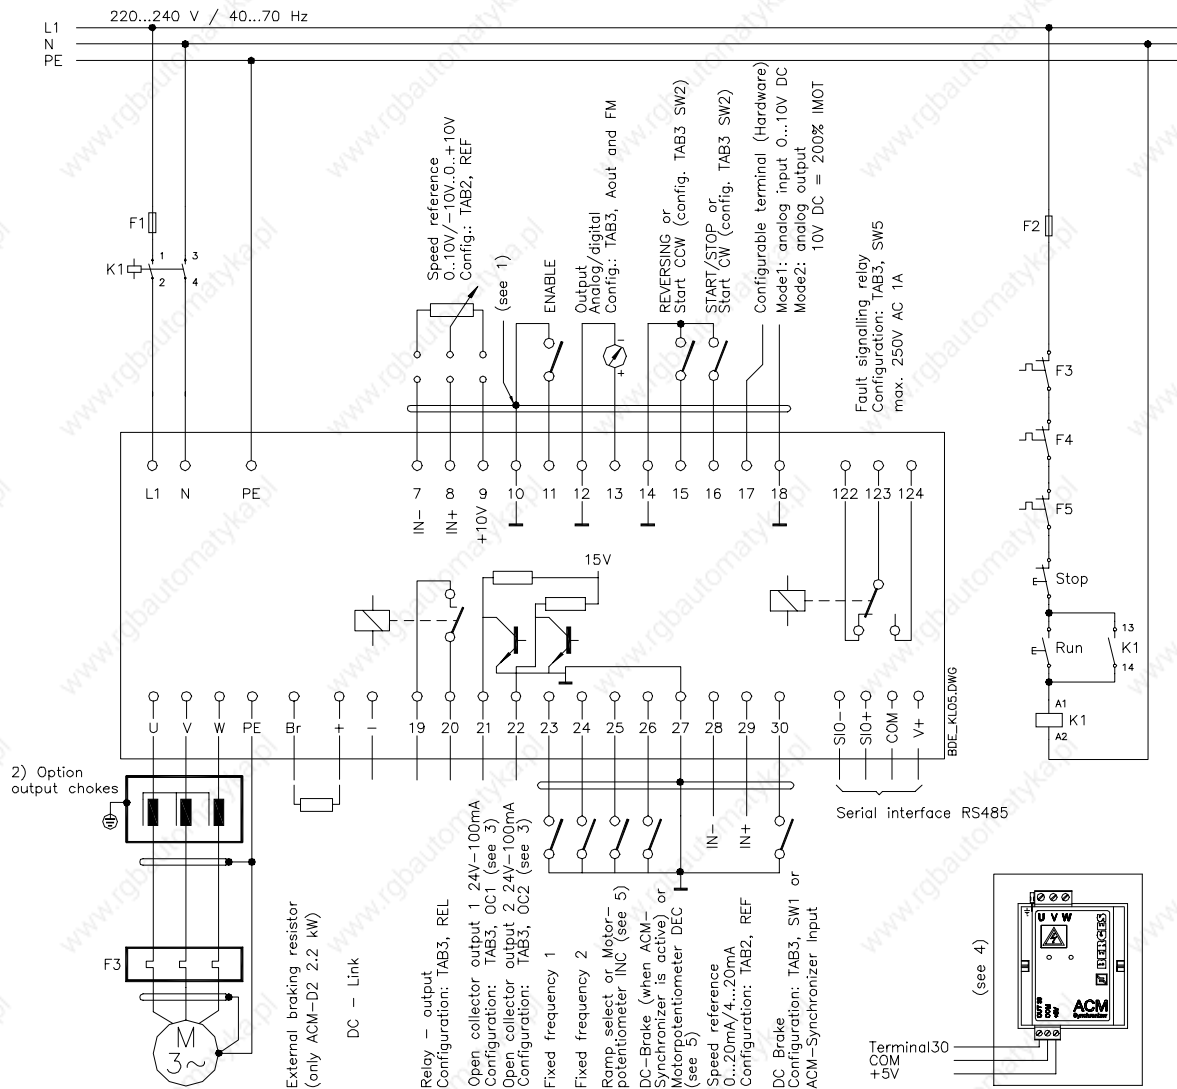 220...240 V / 40...70 Hz
L1
N
PE
F1
K1
1
3
2
4
Speed reference
0..10V/-10V..0..+10V
Config.: TAB2, REF
(see 1)
ENABLE
Output
Analog/digital
Config.: TAB3, Aout and FM
-
+
REVERSING or
Start CCW (config. TAB3 SW2)
START/STOP or
Start CW (config. TAB3 SW2)
Configurable terminal (Hardware)
Mode1: analog input 0...10V DC
Mode2: analog output
10V DC = 200% IMOT
Fault signalling relay
Configuration: TAB3, SW5
max. 250V AC 1A
F2
F3
F4
F5
Stop
Run
13
K1
14
A1
K1
A2
L1 N PE 7 8 9 10 11 12 13 14 15 16 17 18 122 123 124
IN-
IN+
+10V
15V
U V W PE Br + - 19 20 21 22 23 24 25 26 27 28 29 30
SIO-
SIO+
COM
V+
BDE_KL05.DWG
2) Option
output chokes
Serial interface RS485
IN-
IN+
F3
M
3~
External braking resistor
(only ACM-D2 2.2 kW)
DC - Link
Relay - output
Configuration: TAB3, REL
Open collector output 1 24V-100mA
Configuration: TAB3, OC1 (see 3)
Open collector output 2 24V-100mA
Configuration: TAB3, OC2 (see 3)
Fixed frequency 1
Fixed frequency 2
Ramp select or Motor-
potentiometer INC (see 5)
DC-Brake (when ACM-
Synchronizer is active) or
Motorpotentiometer DEC
(see 5)
Speed reference
0...20mA/4...20mA
Configuration: TAB2, REF
DC Brake
Configuration: TAB3, SW1 or
ACM-Synchronizer Input
(see 4)
U V W
BERGES
OUT 30
COM
+5V
ACM
Synchronizer
Terminal30
COM
+5V
www.rgbautomatyka.pl